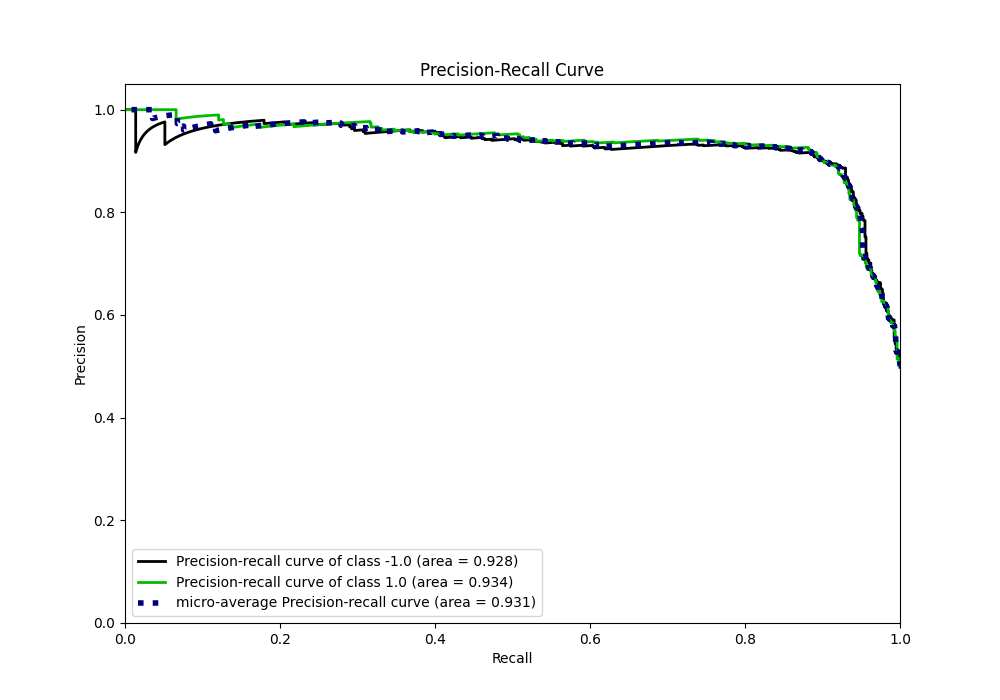 Precision-Recall Curve
1.0
0.8
0.6
0.4
0.2
0.0
Precision
Precision-recall curve of class -1.0 (area = 0.928)
Precision-recall curve of class 1.0 (area = 0.934)
micro-average Precision-recall curve (area = 0.931)
0.0 0.2 0.4 0.6 0.8 1.0
Recall